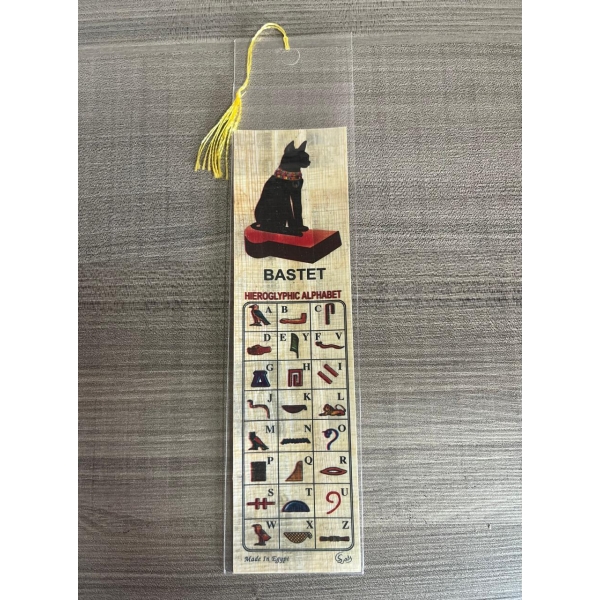 BASTET
HIEROGLYPHIC ALPHABET
A B C
D E Y F V
G H I
J K L
M N O
P Q R
S T U
W X Z
Made In Egypt